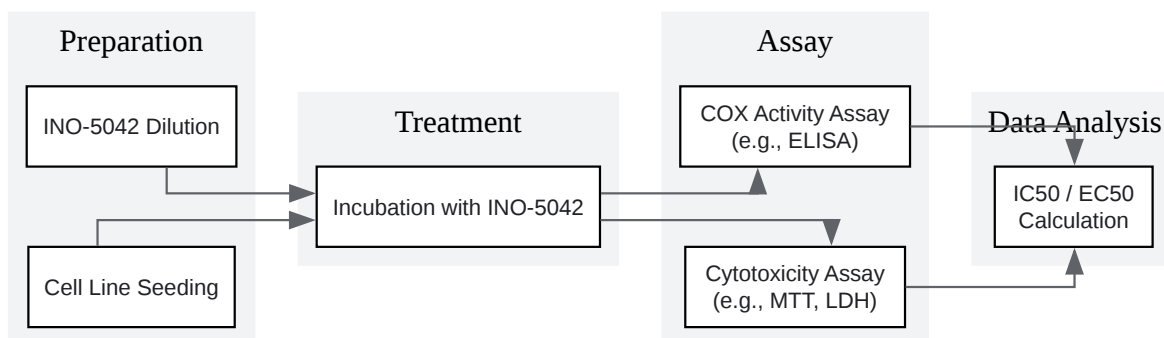 Preparation
INO-5042 Dilution
Cell Line Seeding
Treatment
Incubation with INO-5042
Assay
COX Activity Assay
(e.g., ELISA)
Cytotoxicity Assay
(e.g., MTT, LDH)
Data Analysis
IC50 / EC50
Calculation